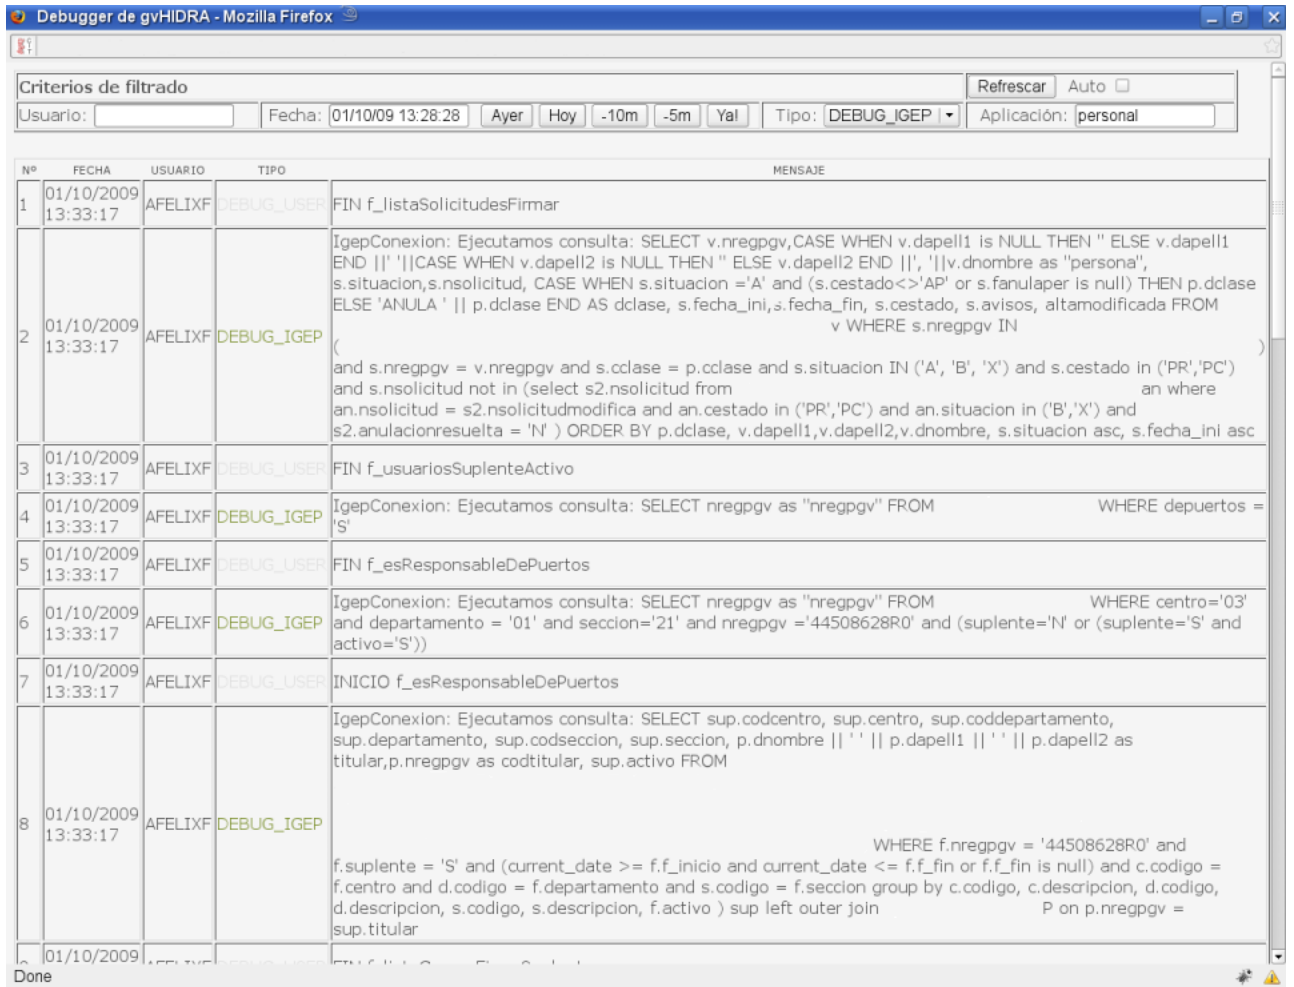 Debugger de gvHIDRA - Mozilla Firefox
Criterios de filtrado
Refrescar Auto
Usuario: Fecha: 01/10/09 13:28:28 Ayer Hoy -10m -5m Ya! Tipo: DEBUG_IGEP Aplicación: personal
Nº FECHA USUARIO TIPO MENSAJE
1 01/10/2009 13:33:17 AFELIXF DEBUG_USER FIN f_listaSolicitudesFirmar
2 01/10/2009 13:33:17 AFELIXF DEBUG_IGEP
IgepConexion: Ejecutamos consulta: SELECT v.nregpgv,CASE WHEN v.dapell1 is NULL THEN '' ELSE v.dapell1
END ||' '||CASE WHEN v.dapell2 is NULL THEN '' ELSE v.dapell2 END ||', '||v.dnombre as "persona",
s.situacion,s.nsolicitud, CASE WHEN s.situacion ='A' and (s.cestado<>'AP' or s.fanulaper is null) THEN p.dclase
ELSE 'ANULA ' || p.dclase END AS dclase, s.fecha_ini,s.fecha_fin, s.cestado, s.avisos, altamodificada FROM
v WHERE s.nregpgv IN
( )
and s.nregpgv = v.nregpgv and s.cclase = p.cclase and s.situacion IN ('A', 'B', 'X') and s.cestado in ('PR','PC')
and s.nsolicitud not in (select s2.nsolicitud from an where
an.nsolicitud = s2.nsolicitudmodifica and an.cestado in ('PR','PC') and an.situacion in ('B','X') and
s2.anulacionresuelta = 'N' ) ORDER BY p.dclase, v.dapell1,v.dapell2,v.dnombre, s.situacion asc, s.fecha_ini asc
3 01/10/2009 13:33:17 AFELIXF DEBUG_USER FIN f_usuariosSuplenteActivo
4 01/10/2009 13:33:17 AFELIXF DEBUG_IGEP
IgepConexion: Ejecutamos consulta: SELECT nregpgv as "nregpgv" FROM WHERE depuertos =
'S'
5 01/10/2009 13:33:17 AFELIXF DEBUG_USER FIN f_esResponsableDePuertos
6 01/10/2009 13:33:17 AFELIXF DEBUG_IGEP
IgepConexion: Ejecutamos consulta: SELECT nregpgv as "nregpgv" FROM WHERE centro='03'
and departamento = '01' and seccion='21' and nregpgv ='44508628R0' and (suplente='N' or (suplente='S' and
activo='S'))
7 01/10/2009 13:33:17 AFELIXF DEBUG_USER INICIO f_esResponsableDePuertos
8 01/10/2009 13:33:17 AFELIXF DEBUG_IGEP
IgepConexion: Ejecutamos consulta: SELECT sup.codcentro, sup.centro, sup.coddepartamento,
sup.departamento, sup.codseccion, sup.seccion, p.dnombre || ' ' || p.dapell1 || ' ' || p.dapell2 as
titular,p.nregpgv as codtitular, sup.activo FROM
WHERE f.nregpgv = '44508628R0' and
f.suplente = 'S' and (current_date >= f.f_inicio and current_date <= f.f_fin or f.f_fin is null) and c.codigo =
f.centro and d.codigo = f.departamento and s.codigo = f.seccion group by c.codigo, c.descripcion, d.codigo,
d.descripcion, s.codigo, s.descripcion, f.activo ) sup left outer join P on p.nregpgv =
sup.titular
01/10/2009
Done